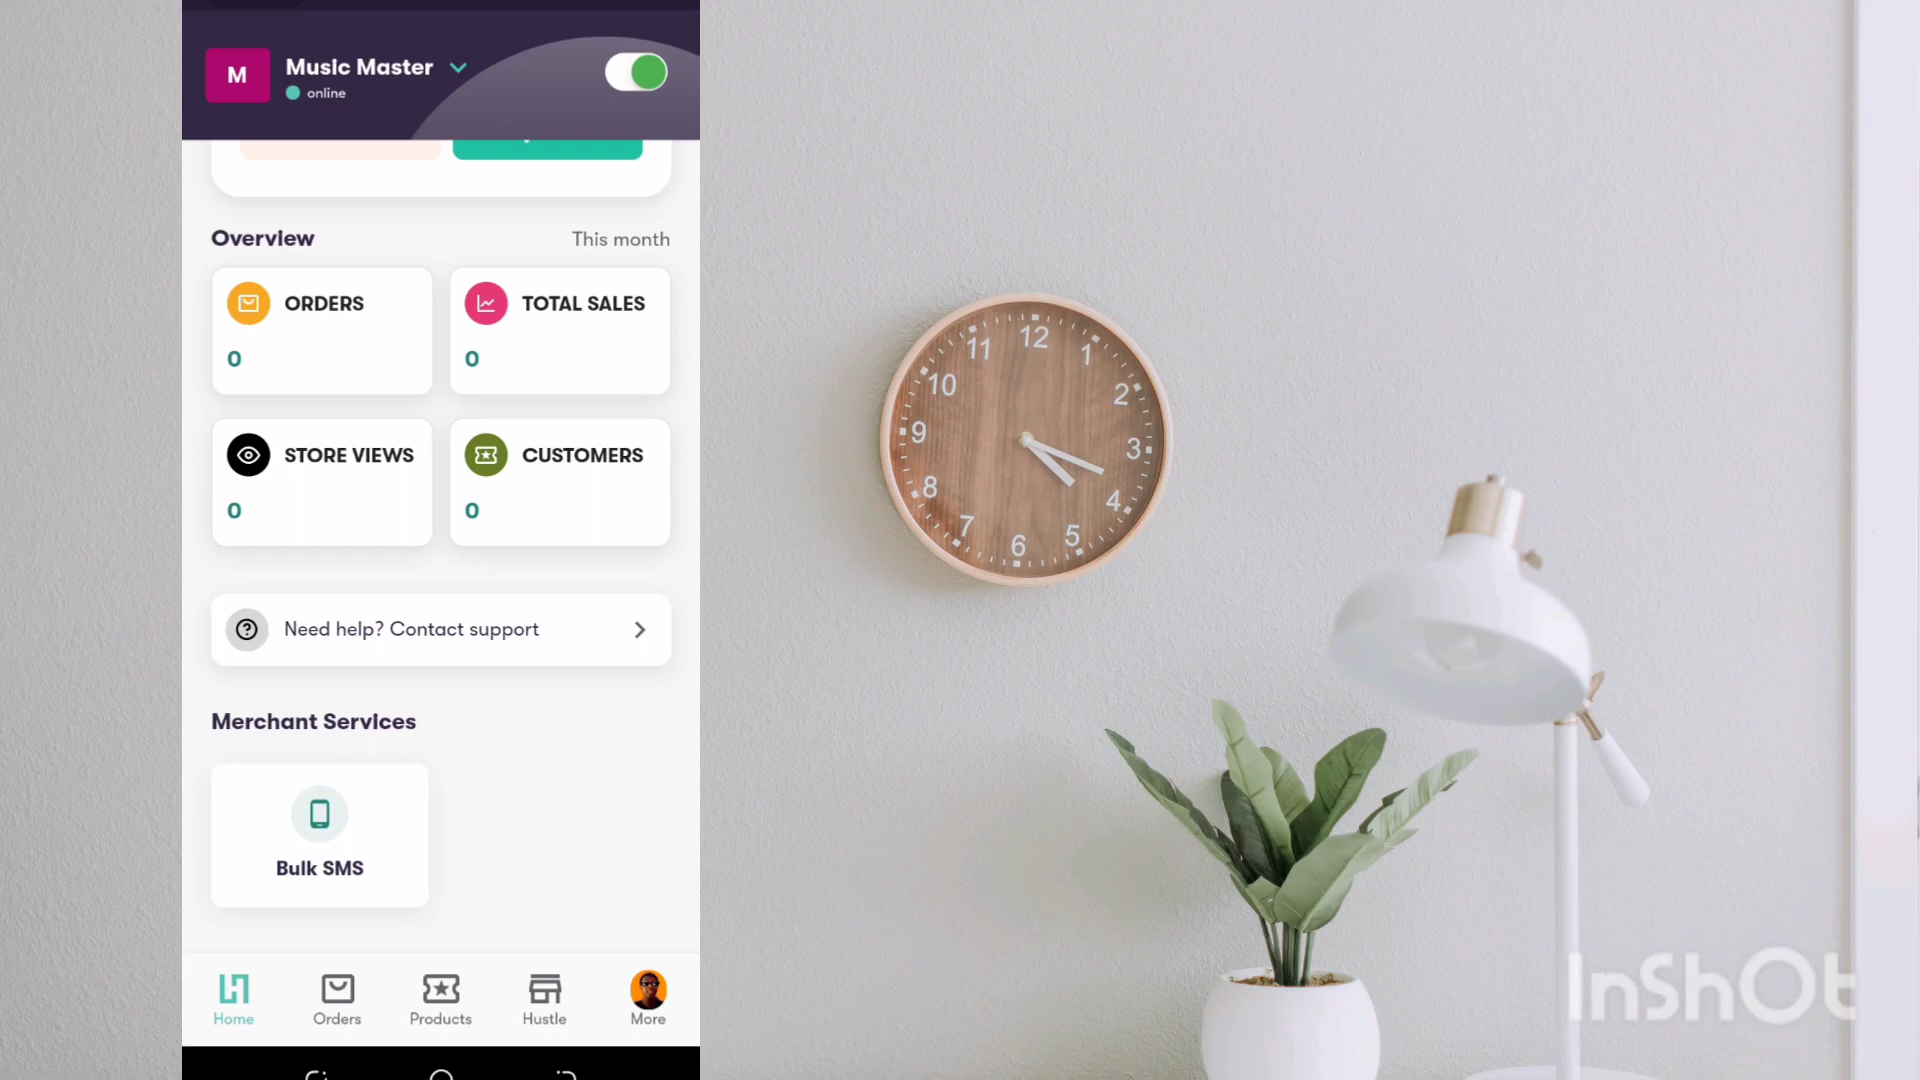 M
Music Master
online
Overview
This month
ORDERS
0
TOTAL SALES
0
STORE VIEWS
0
CUSTOMERS
0
Need help? Contact support
Merchant Services
Bulk SMS
Home
Orders
Products
Hustle
More
12
1
2
3
4
5
6
7
8
9
10
11
InShOt